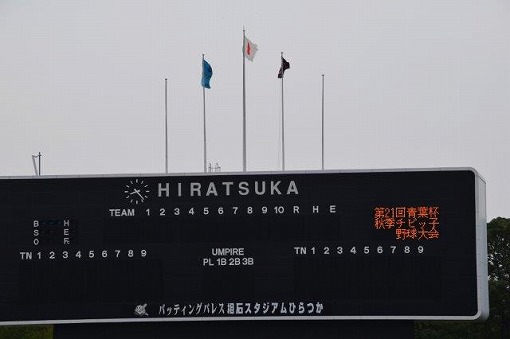 HIRATSUKA
TEAM 1 2 3 4 5 6 7 8 9 10 R H E
第21回青葉杯
秋季チビッ子
野球大会
B H
S E
O F
TN 1 2 3 4 5 6 7 8 9
UMPIRE
PL 1B 2B 3B
TN 1 2 3 4 5 6 7 8 9
バッティングパレス相石スタジアムひらつか